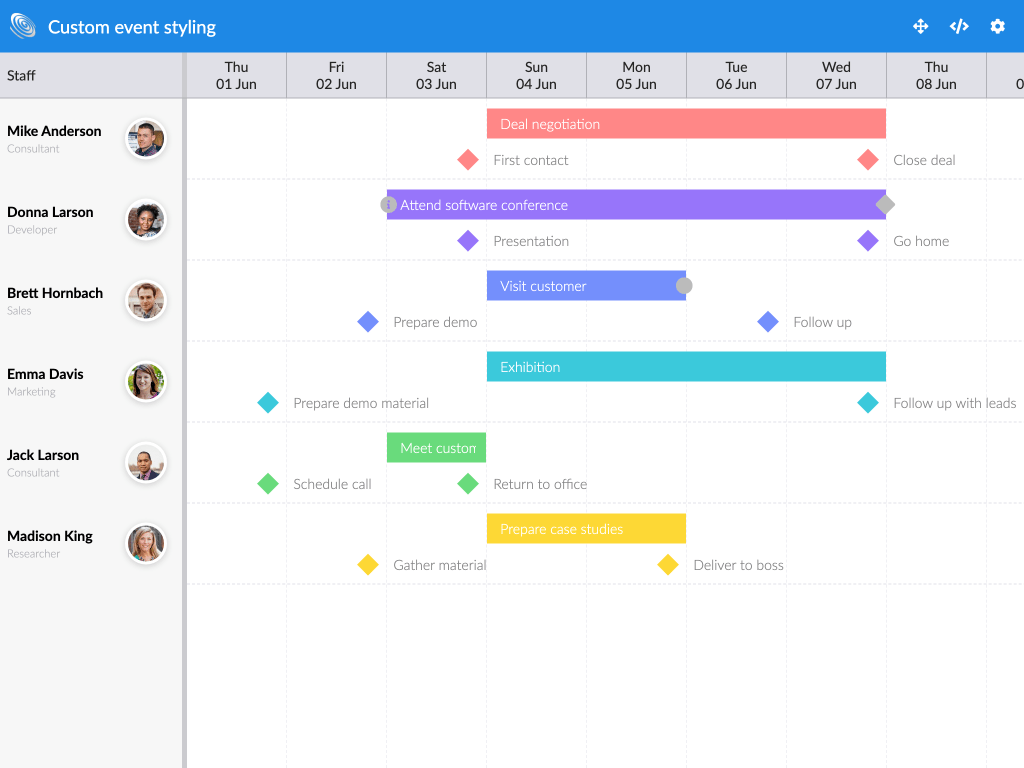 Custom event styling
Staff
Thu
01 Jun
Fri
02 Jun
Sat
03 Jun
Sun
04 Jun
Mon
05 Jun
Tue
06 Jun
Wed
07 Jun
Thu
08 Jun
0
Mike Anderson
Consultant
Deal negotiation
First contact
Close deal
Donna Larson
Developer
i
Attend software conference
Presentation
Go home
Brett Hornbach
Sales
Visit customer
Prepare demo
Follow up
Emma Davis
Marketing
Exhibition
Prepare demo material
Follow up with leads
Jack Larson
Consultant
Meet custom
Schedule call
Return to office
Madison King
Researcher
Prepare case studies
Gather material
Deliver to boss